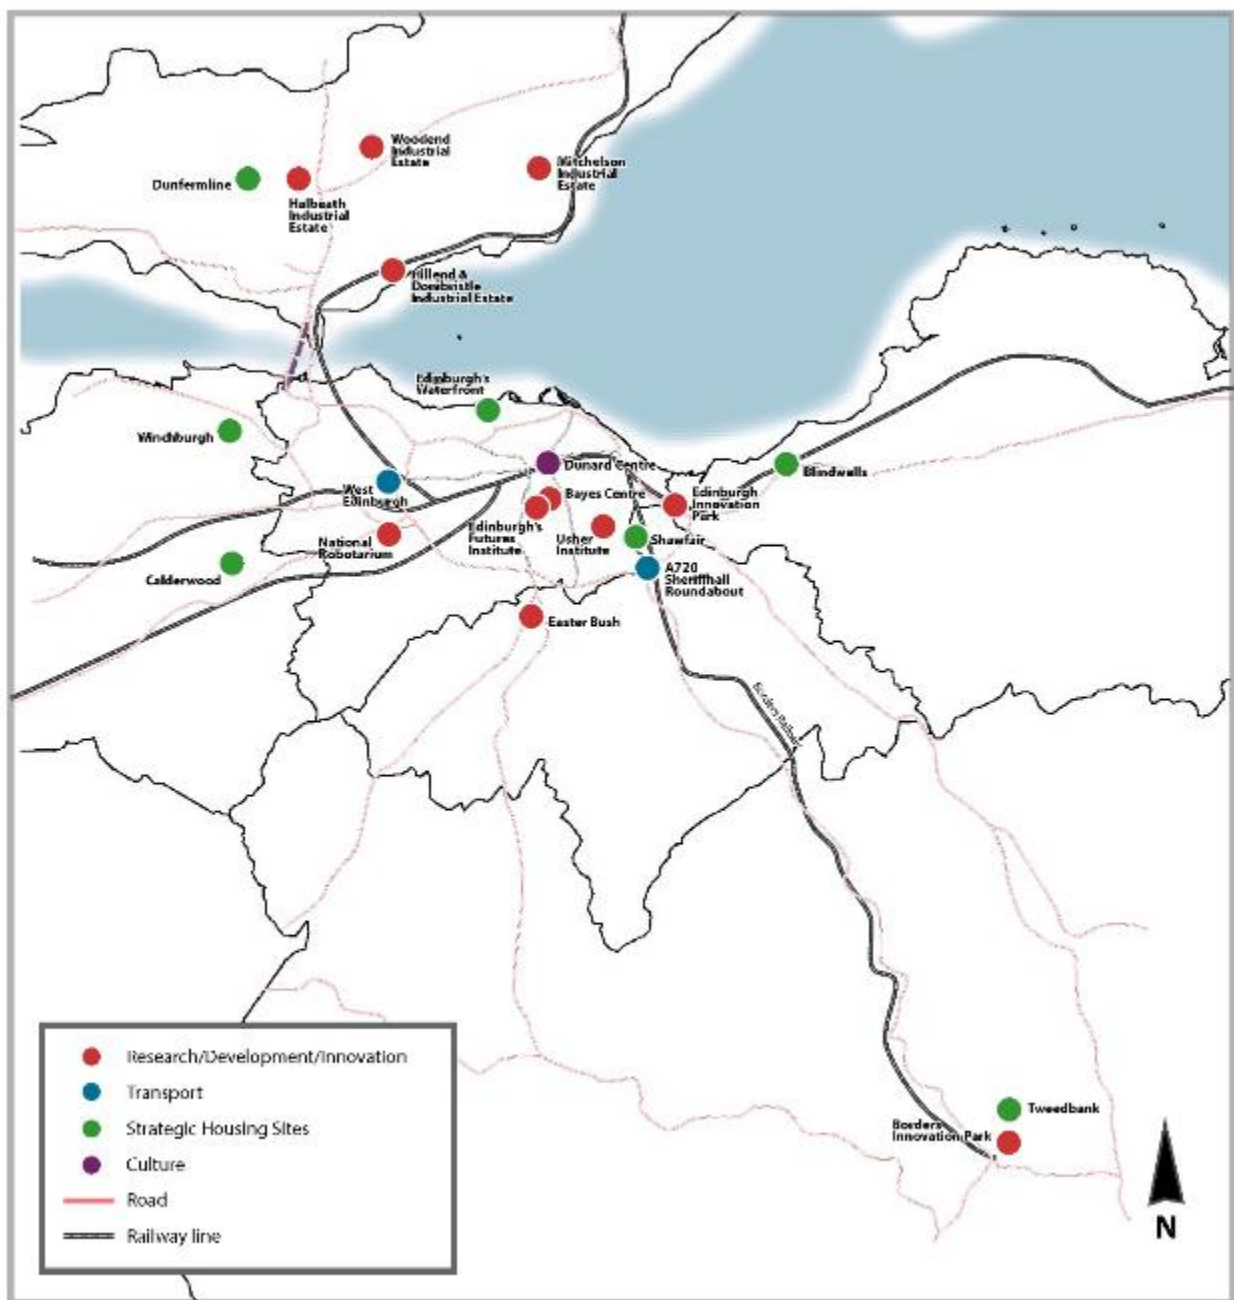 Woodend
Industrial
Estate
Mitchelson
Industrial
Estate
Dunfermline
Halbeath
Industrial
Estate
Hillend &
Donibristle
Industrial Estate
Edinburgh's
Waterfront
Winchburgh
Dunard Centre
Blindwells
West
Edinburgh
Bayes Centre
Edinburgh
Innovation
Park
Edinburgh's
Futures
Institute
Usher
Institute
Shawfair
National
Robotarium
Calderwood
A720
Sheriffhall
Roundabout
Easter Bush
Borders Railway
Research/Development/Innovation
Transport
Strategic Housing Sites
Culture
Road
Railway line
Tweedbank
Borders
Innovation Park
N